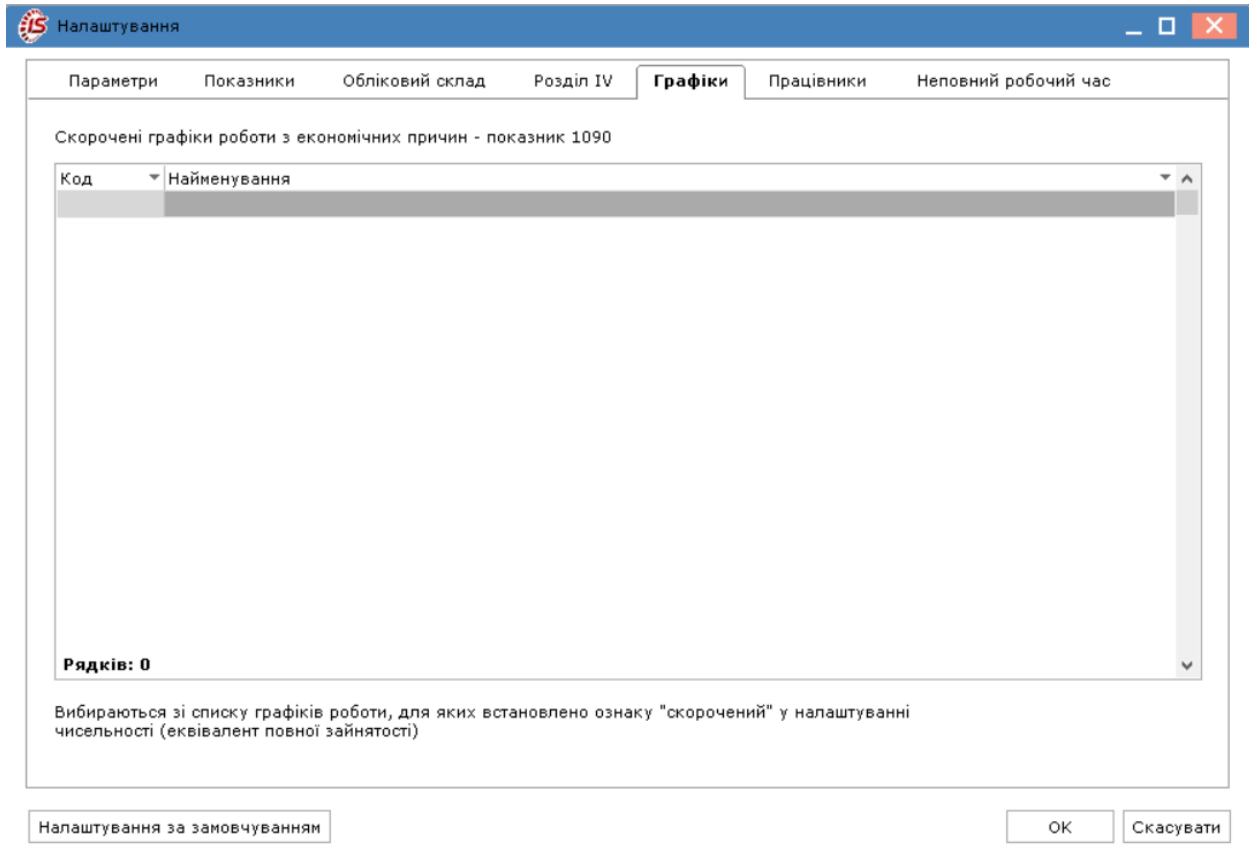 IS Налаштування
Параметри Показники Обліковий склад Розділ IV Графіки Працівники Неповний робочий час
Скорочені графіки роботи з економічних причин - показник 1090
Код Найменування
Рядків: 0
Вибираються зі списку графіків роботи, для яких встановлено ознаку "скорочений" у налаштуванні
чисельності (еквівалент повної зайнятості)
Налаштування за замовчуванням OK Скасувати